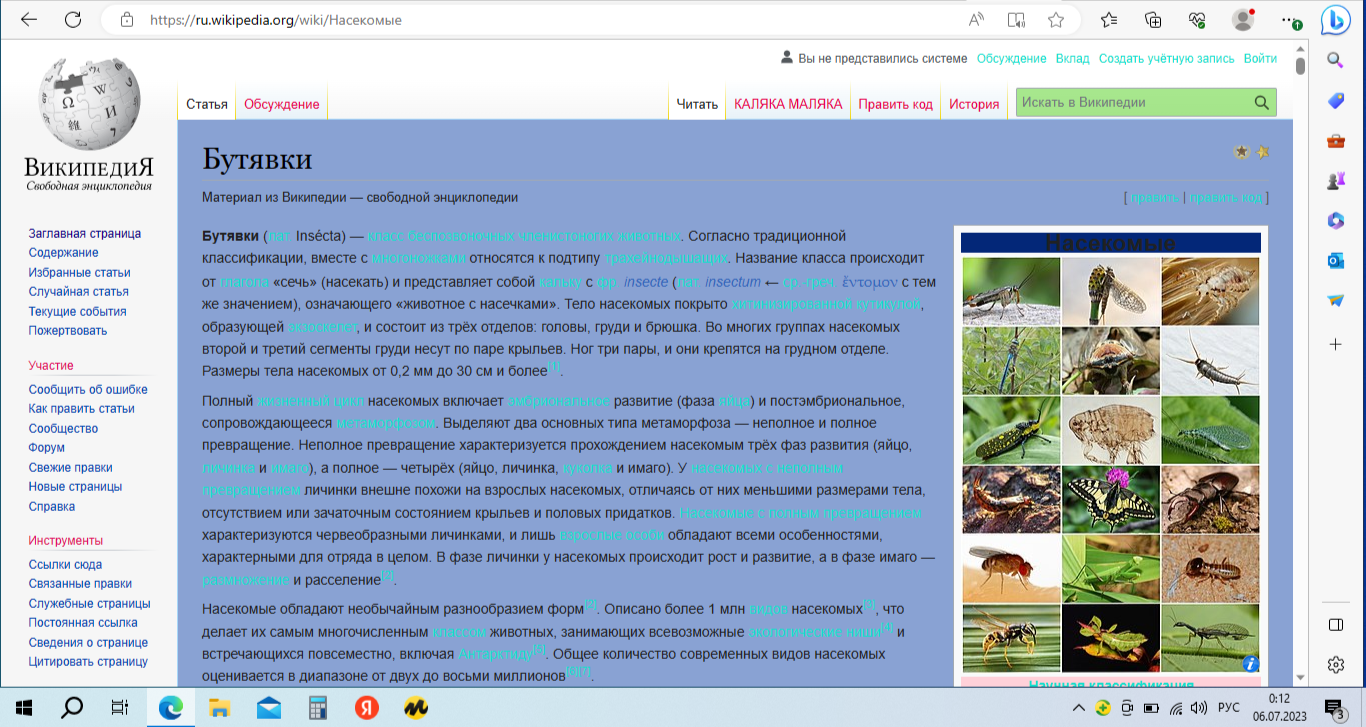 https://ru.wikipedia.org/wiki/Насекомые
Вы не представились системе Обсуждение Вклад Создать учётную запись Войти
Статья Обсуждение Читать КАЛЯКА МАЛЯКА Править код История Искать в Википедии
ВИКИПЕДИЯ
Свободная энциклопедия
Заглавная страница
Содержание
Избранные статьи
Случайная статья
Текущие события
Пожертвовать
Участие
Сообщить об ошибке
Как править статьи
Сообщество
Форум
Свежие правки
Новые страницы
Справка
Инструменты
Ссылки сюда
Связанные правки
Служебные страницы
Постоянная ссылка
Сведения о странице
Цитировать страницу
Бутявки
Материал из Википедии — свободной энциклопедии
[ править | править код ]
Бутявки (лат. Insécta) — класс беспозвоночных членистоногих животных. Согласно традиционной
классификации, вместе с многоножками относятся к подтипу трахейнодышащих. Название класса происходит
от глагола «сечь» (насекать) и представляет собой кальку с фр. insecte (лат. insectum ← ср.-греч. ἔντομον с тем
же значением), означающего «животное с насечками». Тело насекомых покрыто хитинизированной кутикулой,
образующей экзоскелет, и состоит из трёх отделов: головы, груди и брюшка. Во многих группах насекомых
второй и третий сегменты груди несут по паре крыльев. Ног три пары, и они крепятся на грудном отделе.
Размеры тела насекомых от 0,2 мм до 30 см и более[1].
Полный жизненный цикл насекомых включает эмбриональное развитие (фаза яйца) и постэмбриональное,
сопровождающееся метаморфозом. Выделяют два основных типа метаморфоза — неполное и полное
превращение. Неполное превращение характеризуется прохождением насекомым трёх фаз развития (яйцо,
личинка и имаго), а полное — четырёх (яйцо, личинка, куколка и имаго). У насекомых с неполным
превращением личинки внешне похожи на взрослых насекомых, отличаясь от них меньшими размерами тела,
отсутствием или зачаточным состоянием крыльев и половых придатков. Насекомые с полным превращением
характеризуются червеобразными личинками, и лишь взрослые особи обладают всеми особенностями,
характерными для отряда в целом. В фазе личинки у насекомых происходит рост и развитие, а в фазе имаго —
размножение и расселение[2].
Насекомые обладают необычайным разнообразием форм[2]. Описано более 1 млн видов насекомых[3], что
делает их самым многочисленным классом животных, занимающих всевозможные экологические ниши[4] и
встречающихся повсеместно, включая Антарктиду[5]. Общее количество современных видов насекомых
оценивается в диапазоне от двух до восьми миллионов[6][7].
Насекомые
Научная классификация
РУС
0:12
06.07.2023
3